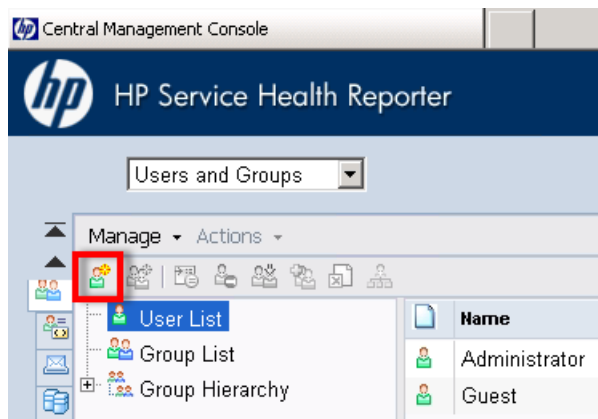 Central Management Console
hp HP Service Health Reporter
Users and Groups
Manage Actions
User List
Group List
Group Hierarchy
Name
Administrator
Guest